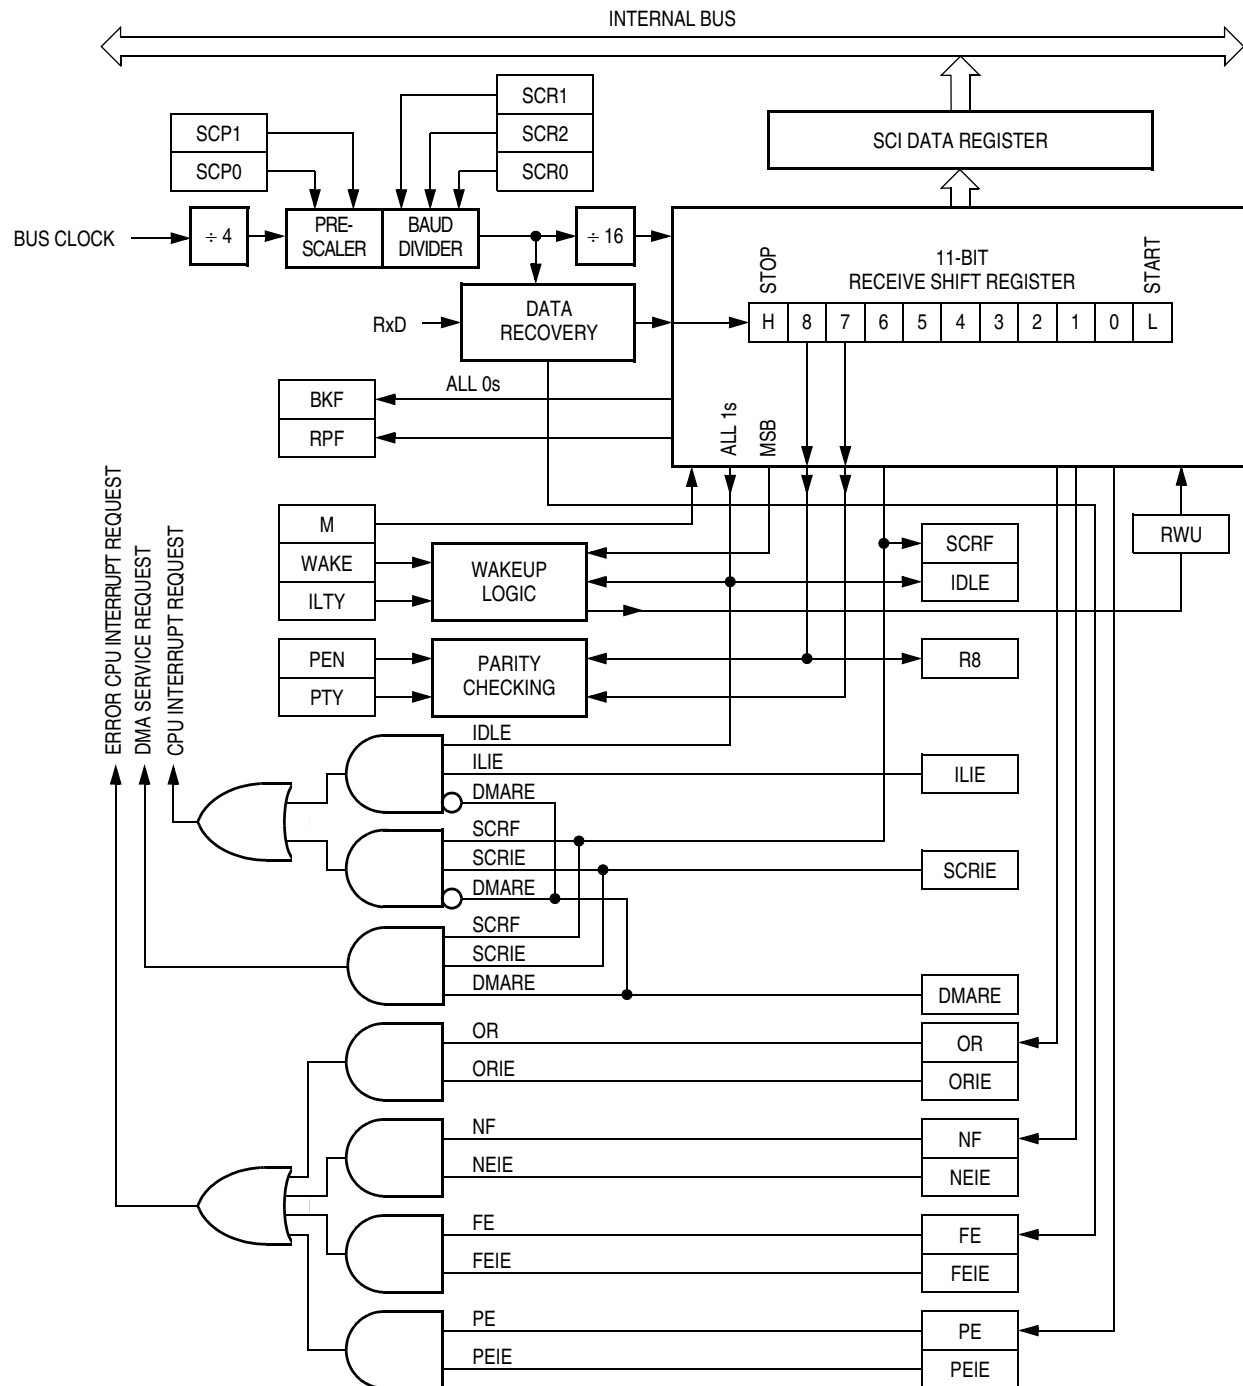 INTERNAL BUS
SCR1
SCP1
SCR2
SCI DATA REGISTER
SCP0
SCR0
BUS CLOCK
÷ 4
PRE-
SCALER
BAUD
DIVIDER
÷ 16
STOP
11-BIT
RECEIVE SHIFT REGISTER
START
RxD
DATA
RECOVERY
H 8 7 6 5 4 3 2 1 0 L
ALL 0s
BKF
RPF
ALL 1s
MSB
M
WAKE
ILTY
WAKEUP
LOGIC
SCRF
IDLE
RWU
PEN
PTY
PARITY
CHECKING
R8
ERROR CPU INTERRUPT REQUEST
DMA SERVICE REQUEST
CPU INTERRUPT REQUEST
IDLE
ILIE
ILIE
DMARE
SCRF
SCRIE
SCRIE
DMARE
SCRF
SCRIE
DMARE
DMARE
OR
OR
ORIE
ORIE
NF
NF
NEIE
NEIE
FE
FE
FEIE
FEIE
PE
PE
PEIE
PEIE